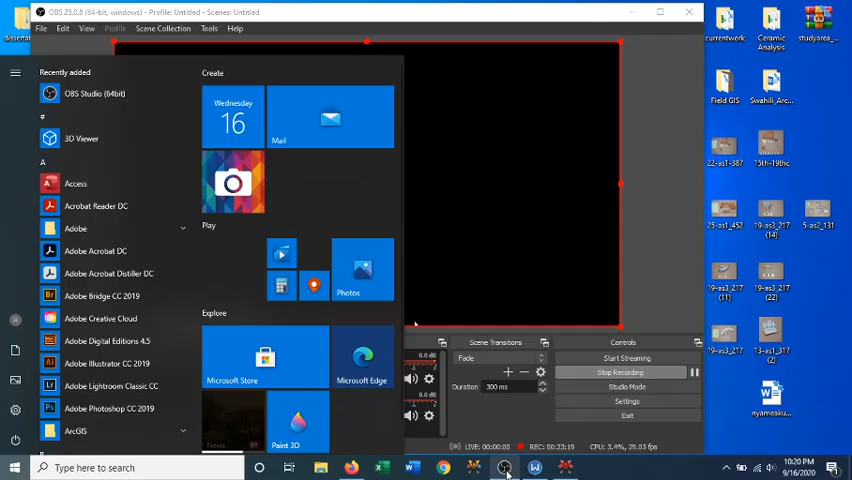 OBS 25.0.8 (64-bit, windows) - Profile: Untitled - Scenes: Untitled
File Edit View Profile Scene Collection Tools Help
Recently added
OBS Studio (64bit)
#
3D Viewer
A
Access
Acrobat Reader DC
Adobe
Adobe Acrobat DC
Adobe Acrobat Distiller DC
Adobe Bridge CC 2019
Adobe Creative Cloud
Adobe Digital Editions 4.5
Adobe Illustrator CC 2019
Adobe Lightroom Classic CC
Adobe Photoshop CC 2019
ArcGIS
Create
Wednesday
16
Mail
Play
Photos
Explore
Microsoft Store
Microsoft Edge
News
Paint 3D
0.0 dB
0.0 dB
Scene Transitions
Fade
Duration 300 ms
Controls
Start Streaming
Stop Recording
Studio Mode
Settings
Exit
LIVE: 00:00:00 REC: 00:23:19 CPU: 3.4%, 29.03 fps
currentwork
Ceramic
Analysis
studyarea_...
Field GIS
Swahili_Arc...
22-as1-387
15th-19thc
25-as1_452
19-as3_217
(14)
5-as2_131
19-as3_217
(11)
19-as3_217
(22)
19-as3_217
13-as1_317
(2)
nyameaku...
Type here to search
10:20 PM
9/16/2020